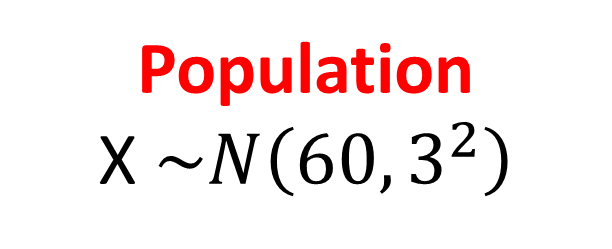 Population
X ~N(60, 3²)